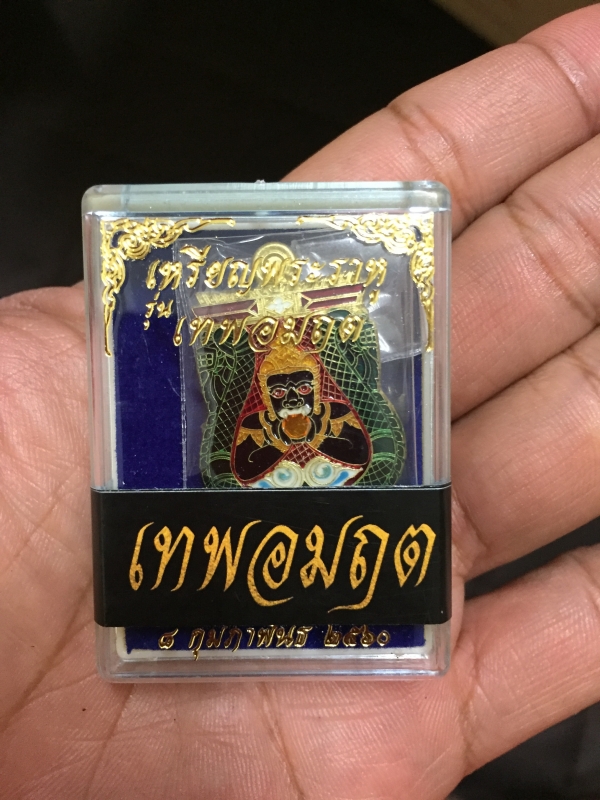 เหรียญพระราหู
รุ่น เทพอมฤต
เทพอมฤต
๘ กุมภาพันธ์ ๒๕๖๐